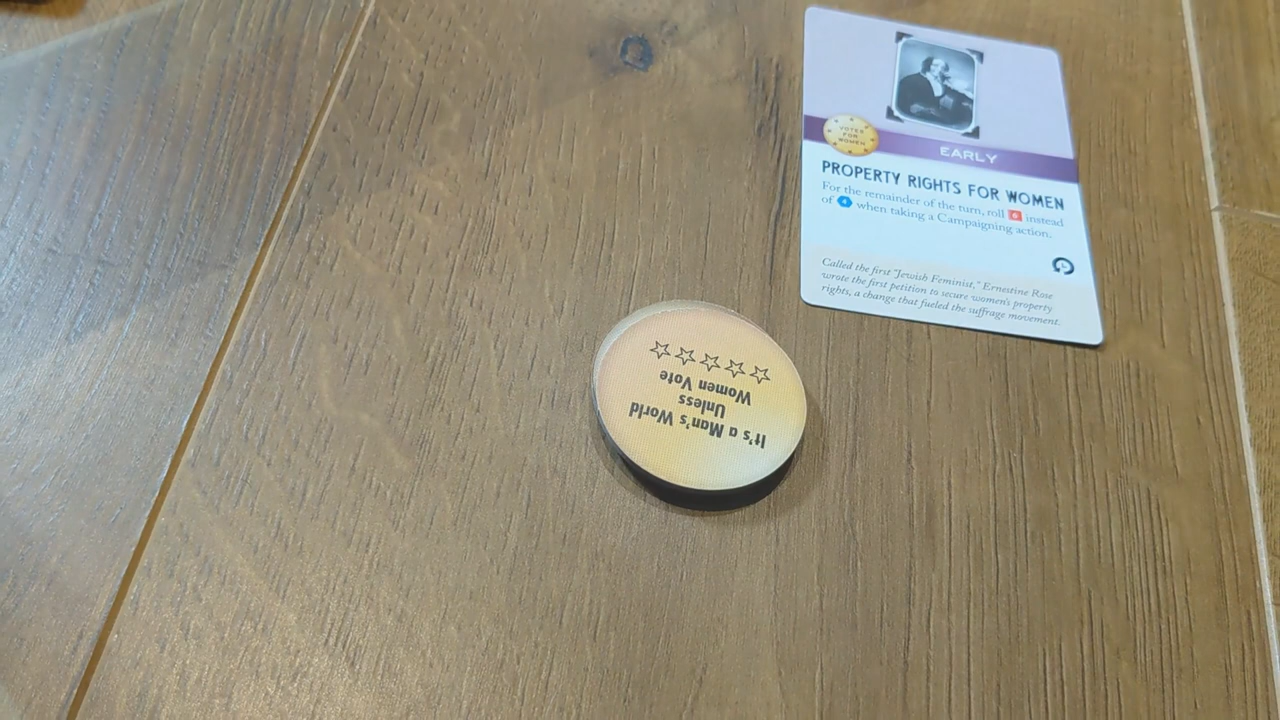 VOTES
FOR
WOMEN
EARLY
PROPERTY RIGHTS FOR WOMEN
For the remainder of the turn, roll 6 instead
of 4 when taking a Campaigning action.
Called the first "Jewish Feminist," Ernestine Rose
wrote the first petition to secure women's property
rights, a change that fueled the suffrage movement.
It's a Man's World
Unless
Women Vote